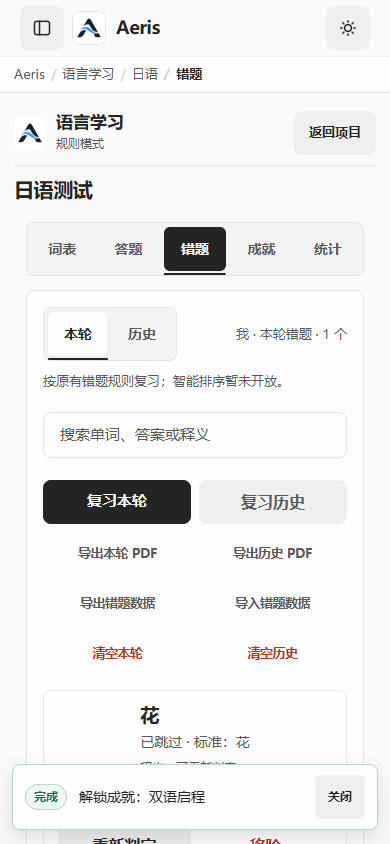 Aeris
Aeris / 语言学习 / 日语 / 错题
语言学习
规则模式
返回项目
日语测试
词表 答题 错题 成就 统计
本轮 历史 我 · 本轮错题 · 1 个
按原有错题规则复习；智能排序暂未开放。
搜索单词、答案或释义
复习本轮 复习历史
导出本轮 PDF 导出历史 PDF
导出错题数据 导入错题数据
清空本轮 清空历史
花
已跳过 · 标准：花
完成 解锁成就：双语启程 关闭
重新判定 移除